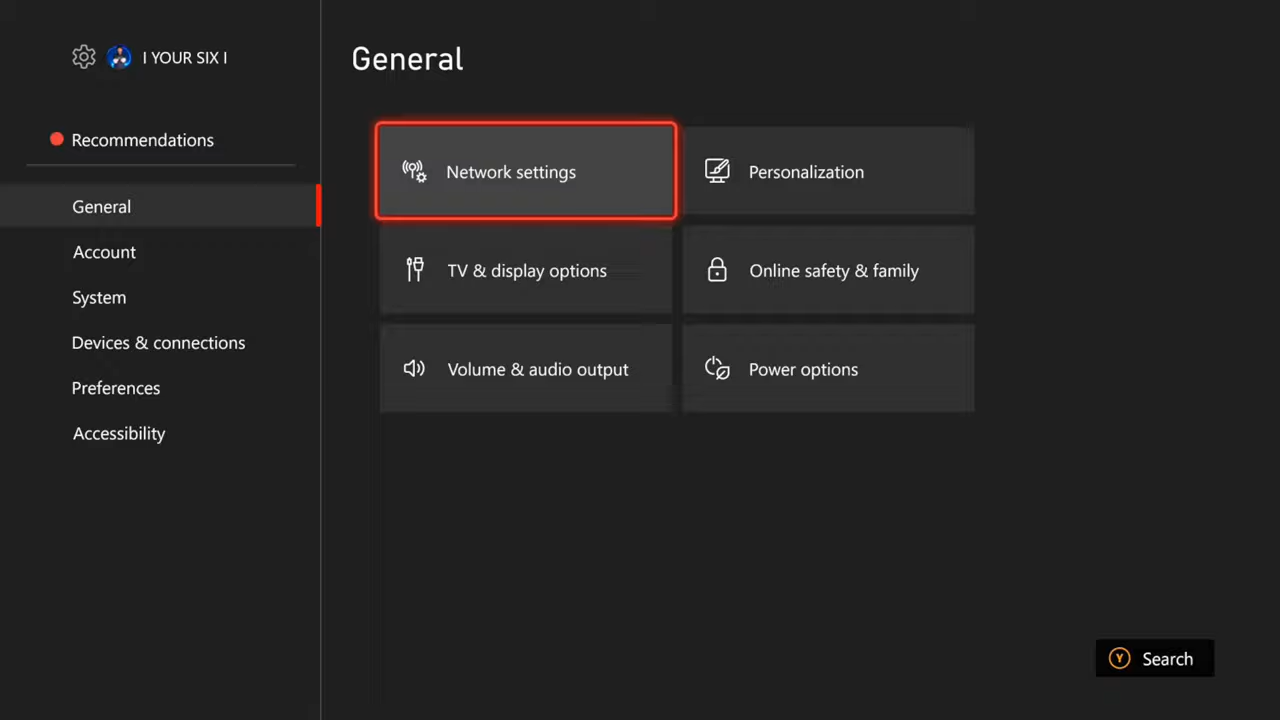 I YOUR SIX I
Recommendations
General
Account
System
Devices & connections
Preferences
Accessibility
General
Network settings
Personalization
TV & display options
Online safety & family
Volume & audio output
Power options
Y Search